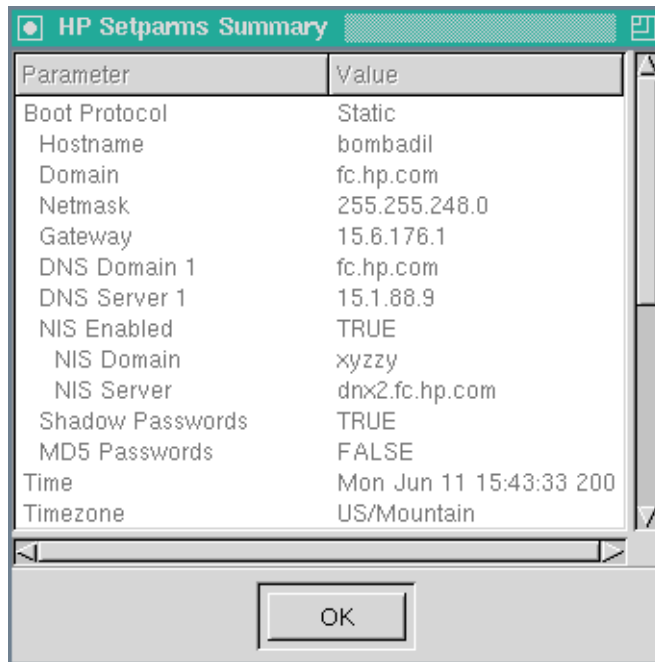 HP Setparms Summary
Parameter Value
Boot Protocol Static
Hostname bombadil
Domain fc.hp.com
Netmask 255.255.248.0
Gateway 15.6.176.1
DNS Domain 1 fc.hp.com
DNS Server 1 15.1.88.9
NIS Enabled TRUE
NIS Domain xyzzy
NIS Server dnx2.fc.hp.com
Shadow Passwords TRUE
MD5 Passwords FALSE
Time Mon Jun 11 15:43:33 200
Timezone US/Mountain
OK